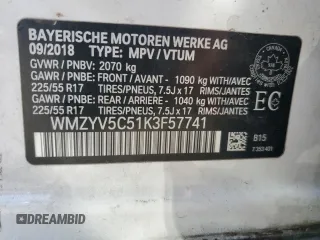 BAYERISCHE MOTOREN WERKE AG
09/2018 TYPE: MPV / VTUM
GVWR / PNBV: 2070 kg
GAWR / PNBE: FRONT / AVANT - 1090 kg WITH/AVEC
225/55 R17 TIRES/PNEUS, 7.5J x 17 RIMS/JANTES
GAWR / PNBE: REAR / ARRIERE - 1040 kg WITH/AVEC
225/55 R17 TIRES/PNEUS, 7.5J x 17 RIMS/JANTES
EC
WMZYV5C51K3F57741
B15
DREAMBID